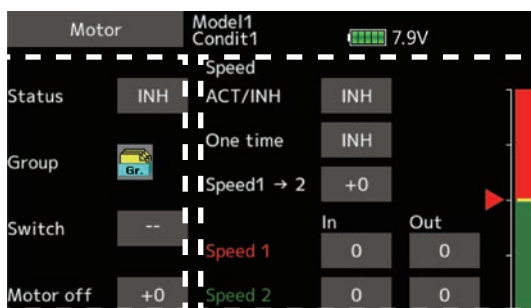 Motor
Model1
Condit1
7.9V
Status INH
Group Gr.
Switch --
Motor off +0
Speed
ACT/INH INH
One time INH
Speed1 → 2 +0
In Out
Speed 1 0 0
Speed 2 0 0